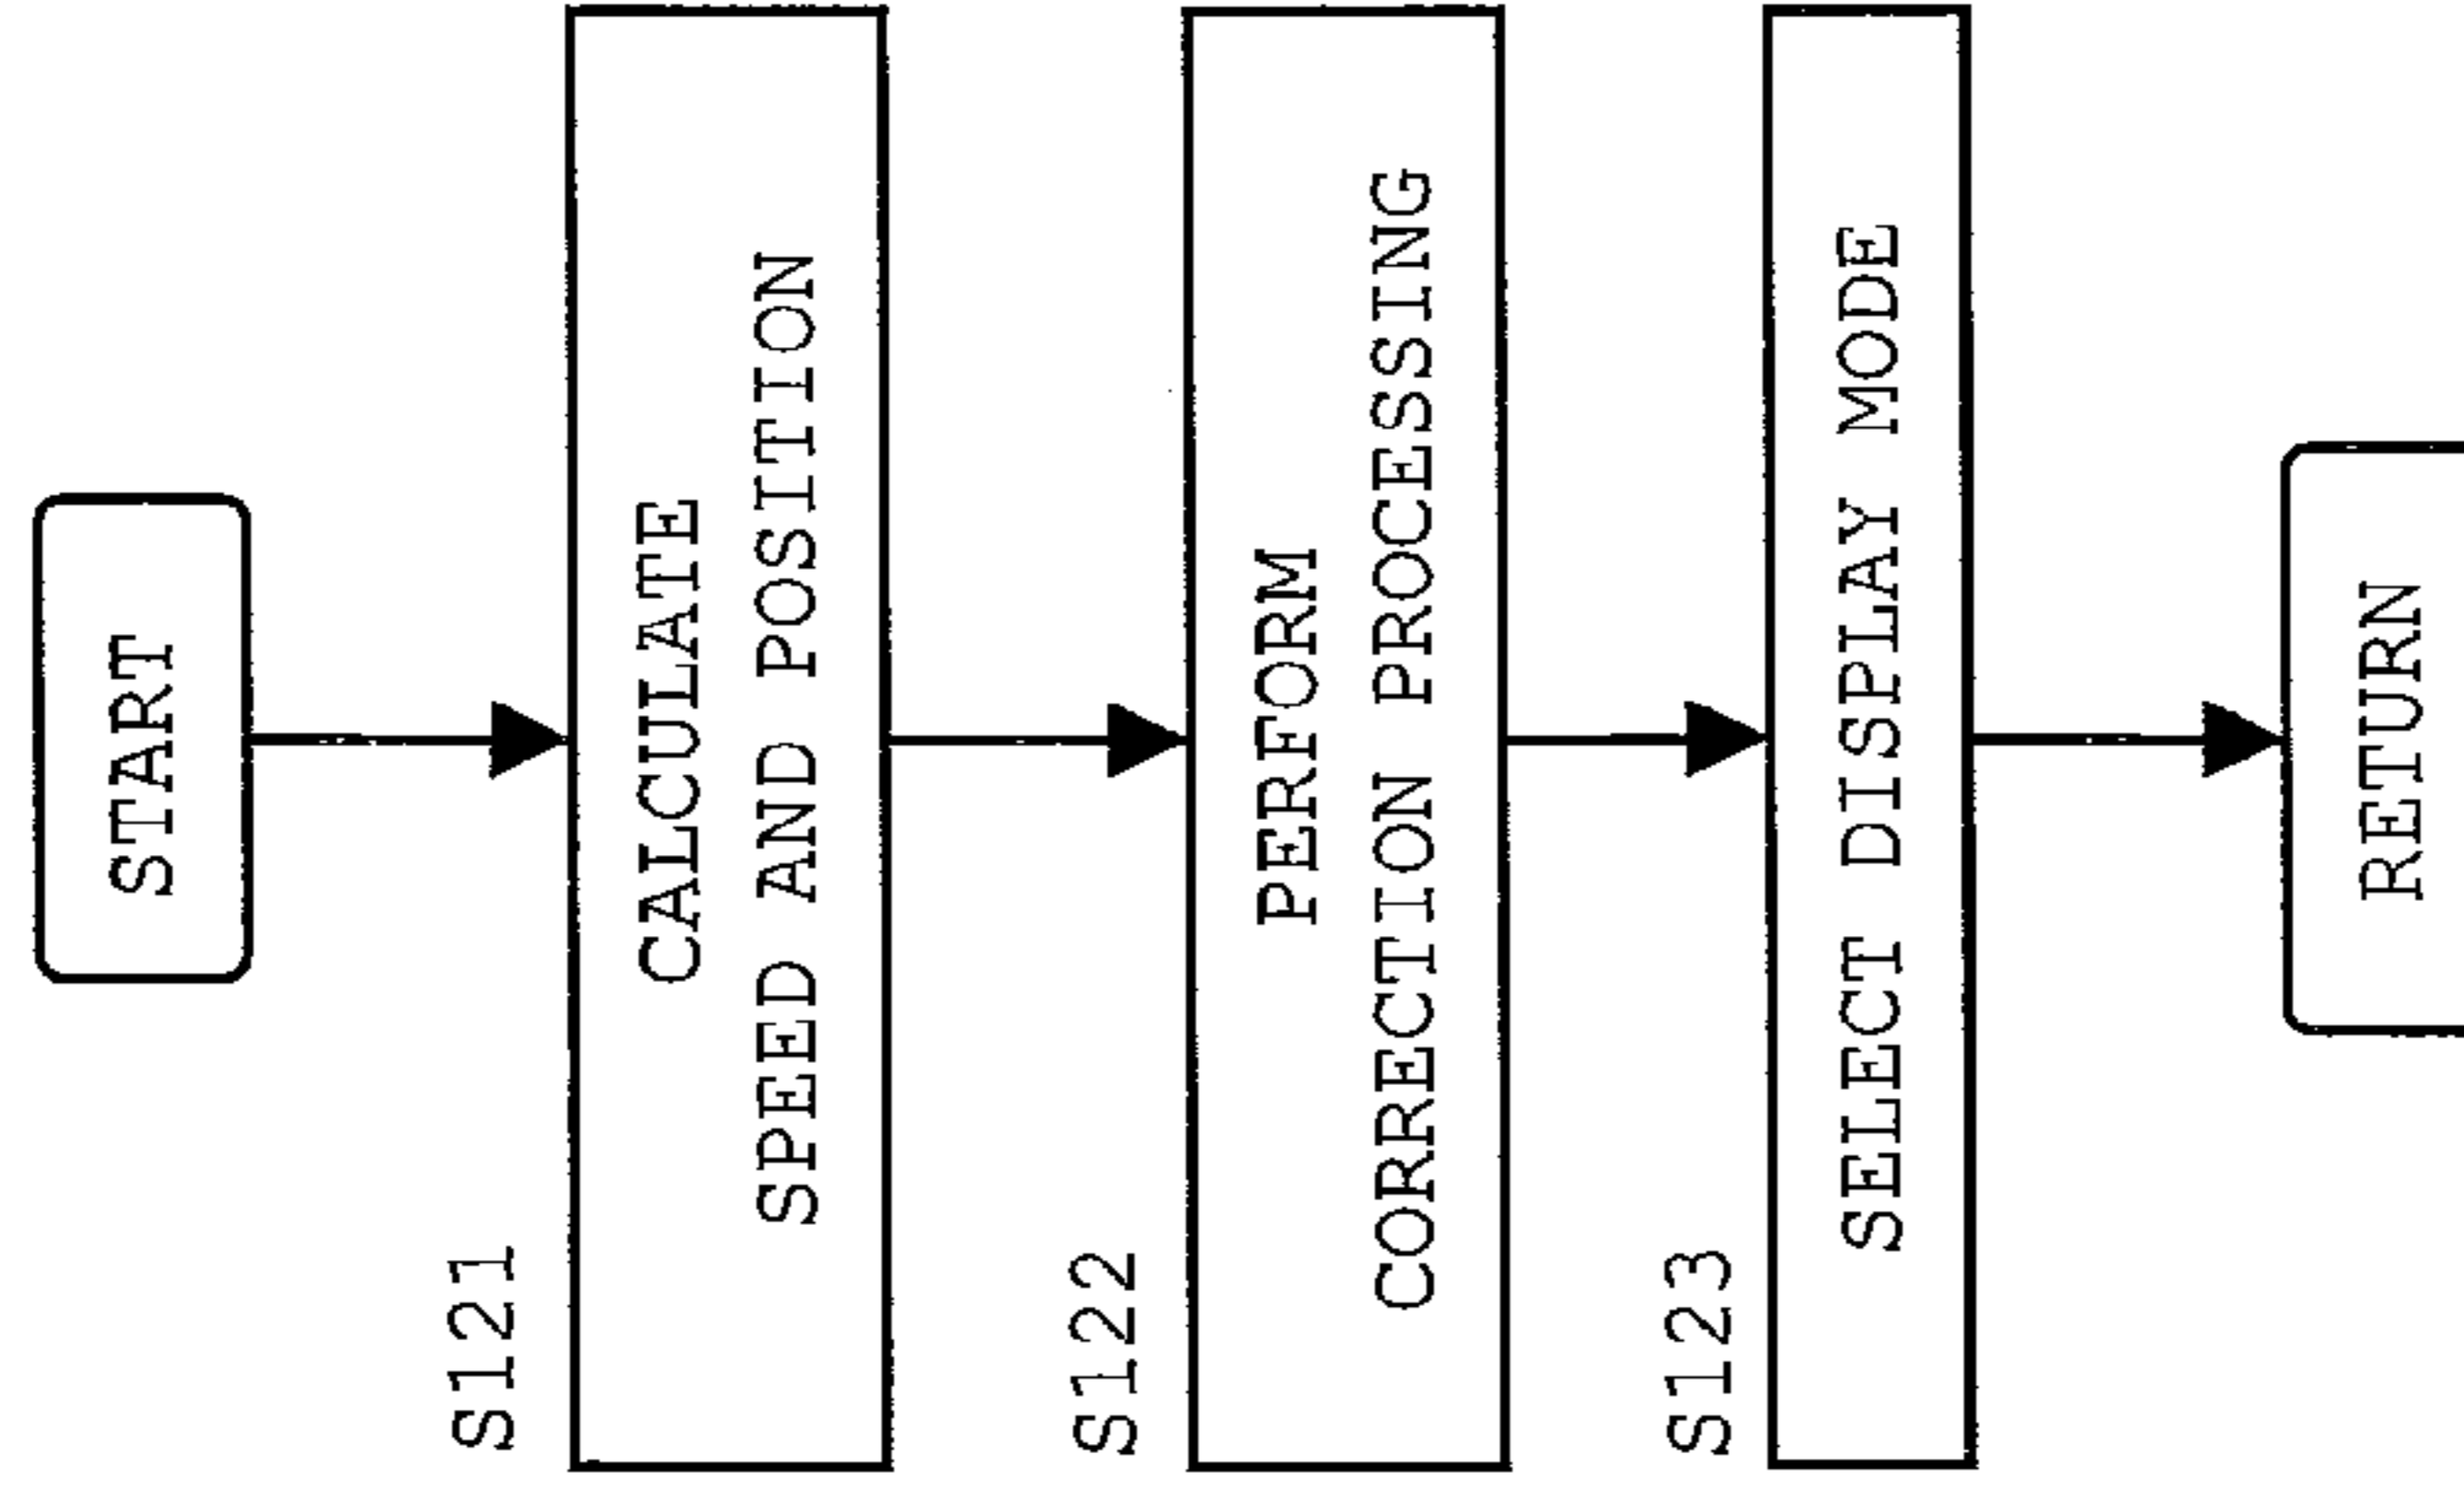 START
S121
CALCULATE
SPEED AND POSITION
S122
PERFORM
CORRECTION PROCESSING
S123
SELECT DISPLAY MODE
RETURN